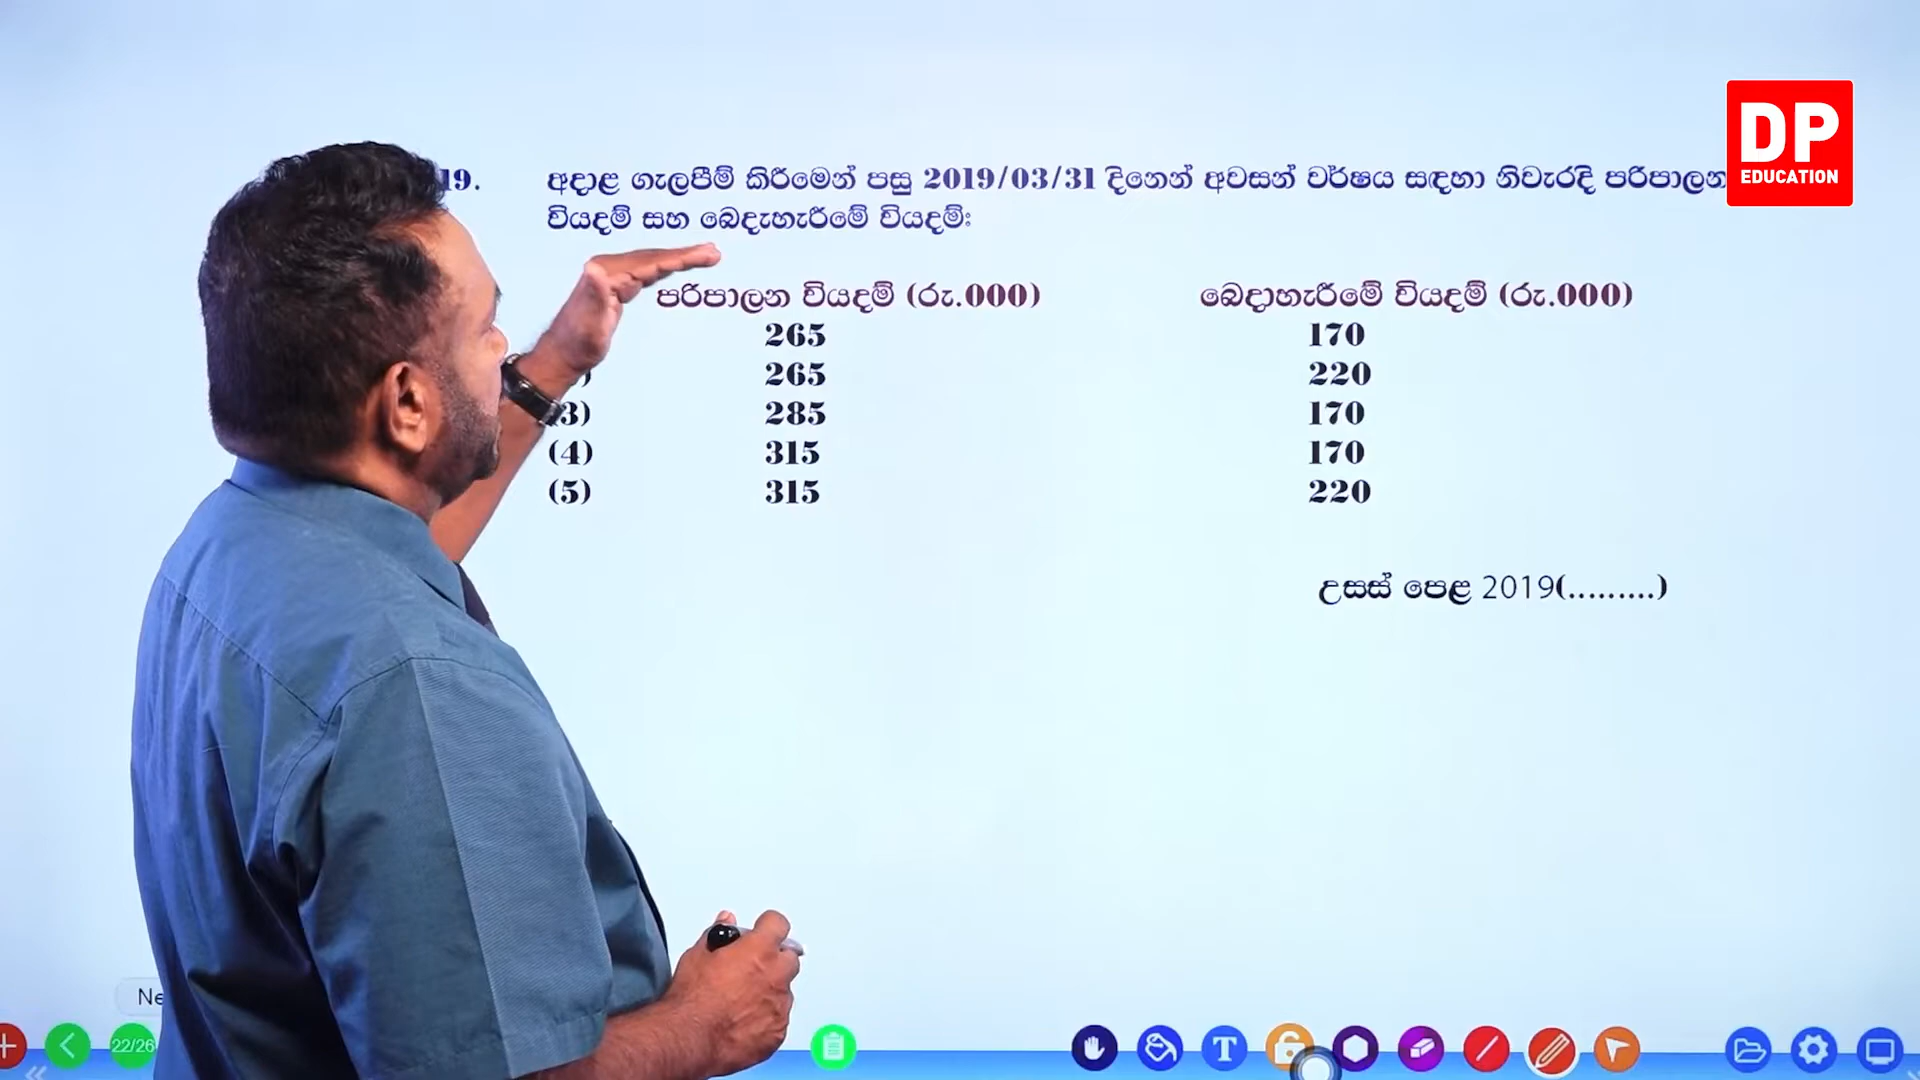 DP
EDUCATION
19. අදාළ ගැලපීම් කිරීමෙන් පසු 2019/03/31 දිනෙන් අවසන් වර්ෂය සඳහා නිවැරදි පරිපාලන
වියදම් සහ බෙදැහැරීමේ වියදම්:
පරිපාලන වියදම් (රු.000) බෙදාහැරීමේ වියදම් (රු.000)
265 170
265 220
(3) 285 170
(4) 315 170
(5) 315 220
උසස් පෙළ 2019(.........)
22/26
T